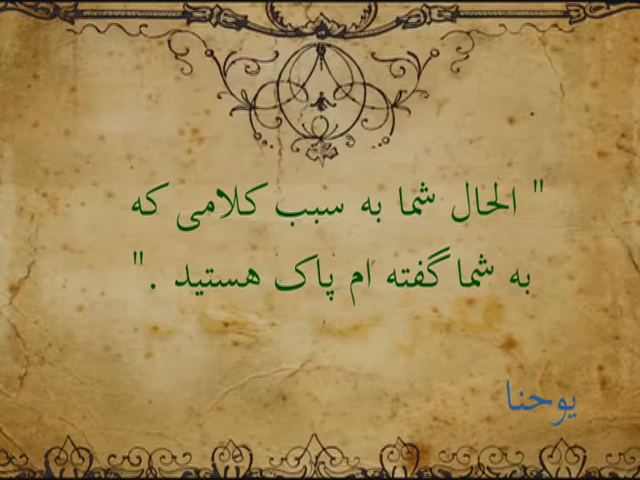 " الحال شما به سبب کلامی که
به شما گفته ام پاک هستید ."
یوحنا